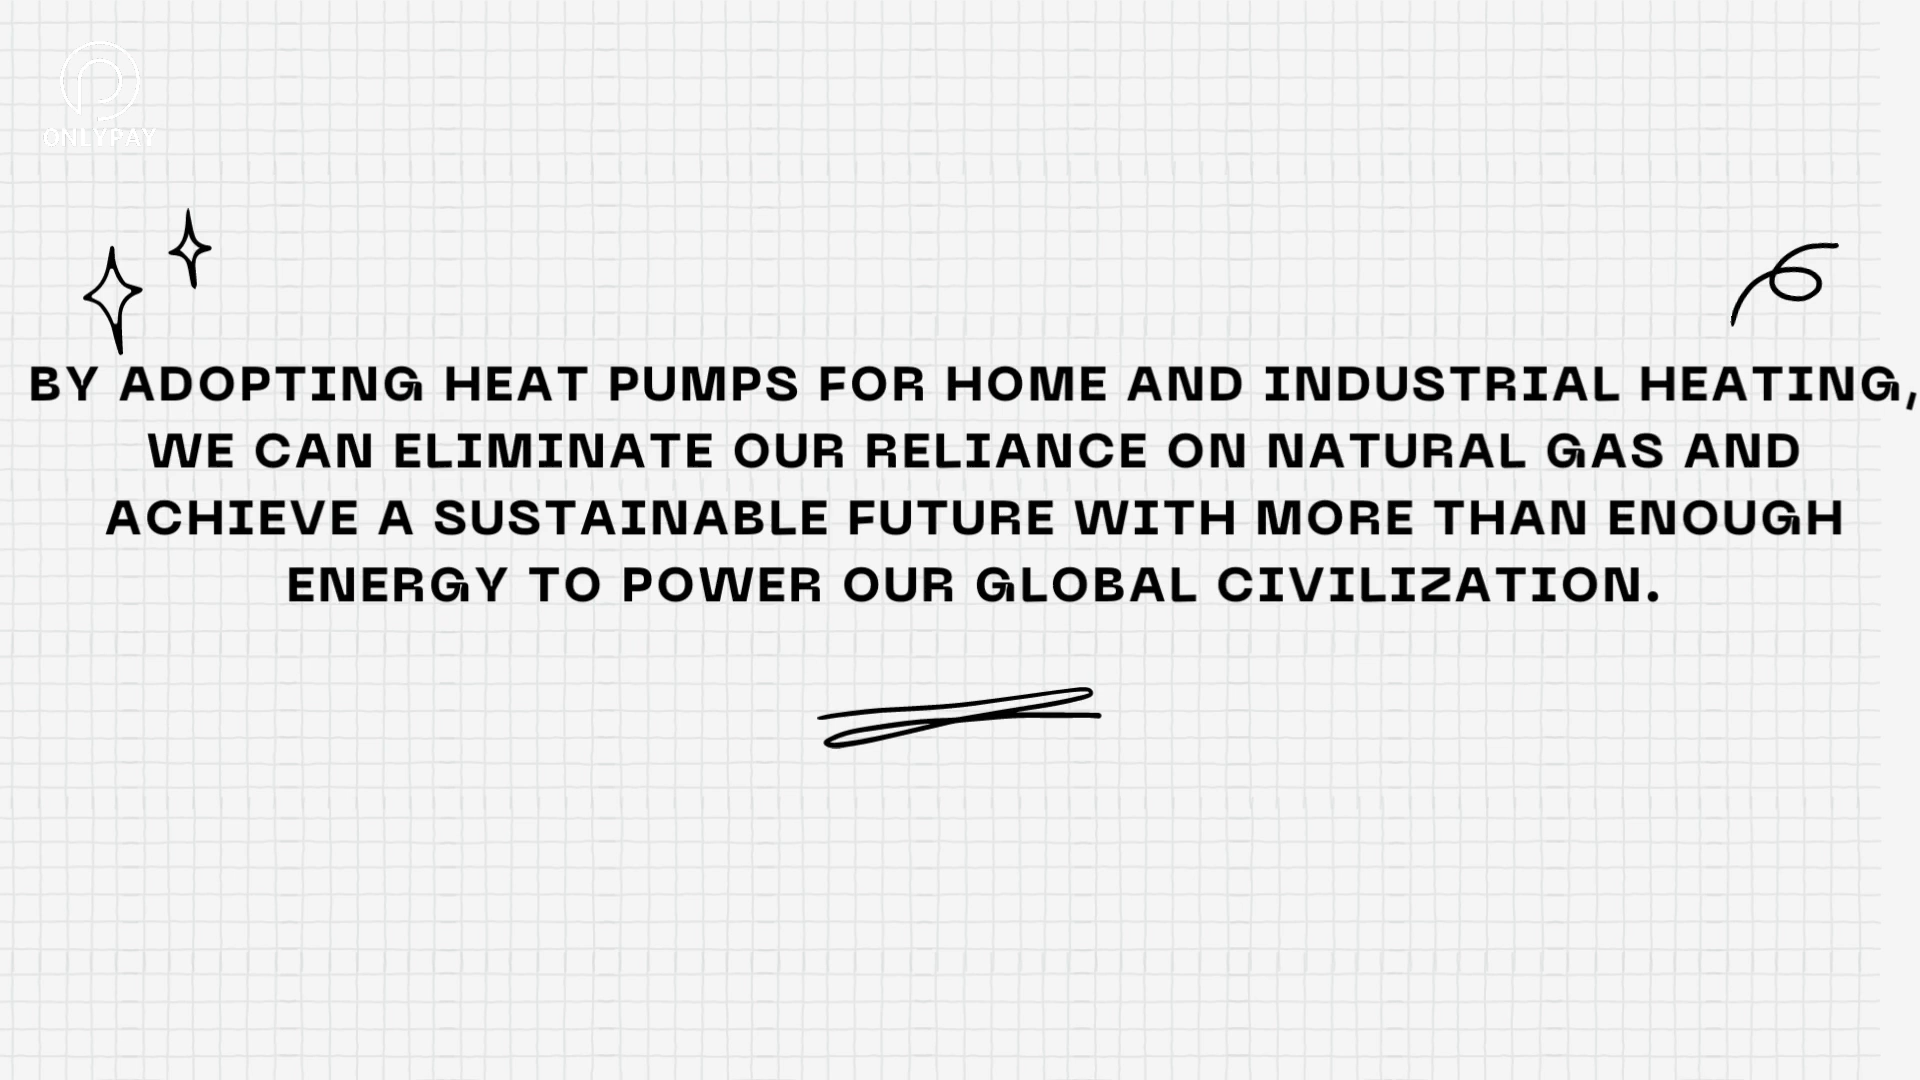 ONLYPAY
BY ADOPTING HEAT PUMPS FOR HOME AND INDUSTRIAL HEATING,
WE CAN ELIMINATE OUR RELIANCE ON NATURAL GAS AND
ACHIEVE A SUSTAINABLE FUTURE WITH MORE THAN ENOUGH
ENERGY TO POWER OUR GLOBAL CIVILIZATION.